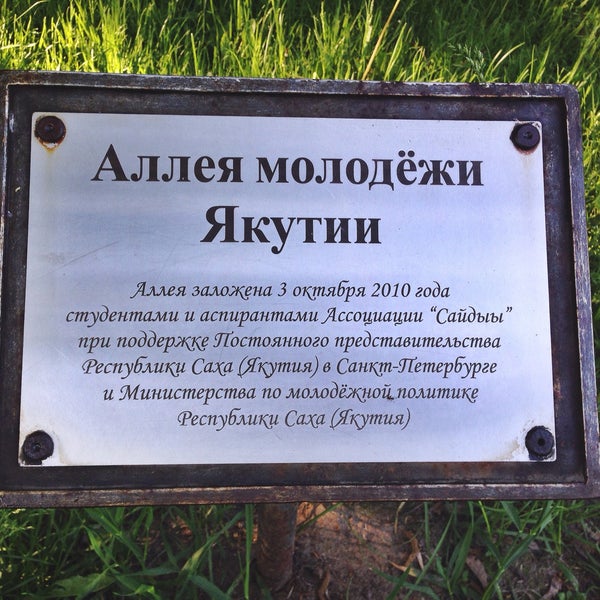 Аллея молодёжи
Якутии
Аллея заложена 3 октября 2010 года
студентами и аспирантами Ассоциации “Сайдыы”
при поддержке Постоянного представительства
Республики Саха (Якутия) в Санкт-Петербурге
и Министерства по молодёжной политике
Республики Саха (Якутия)